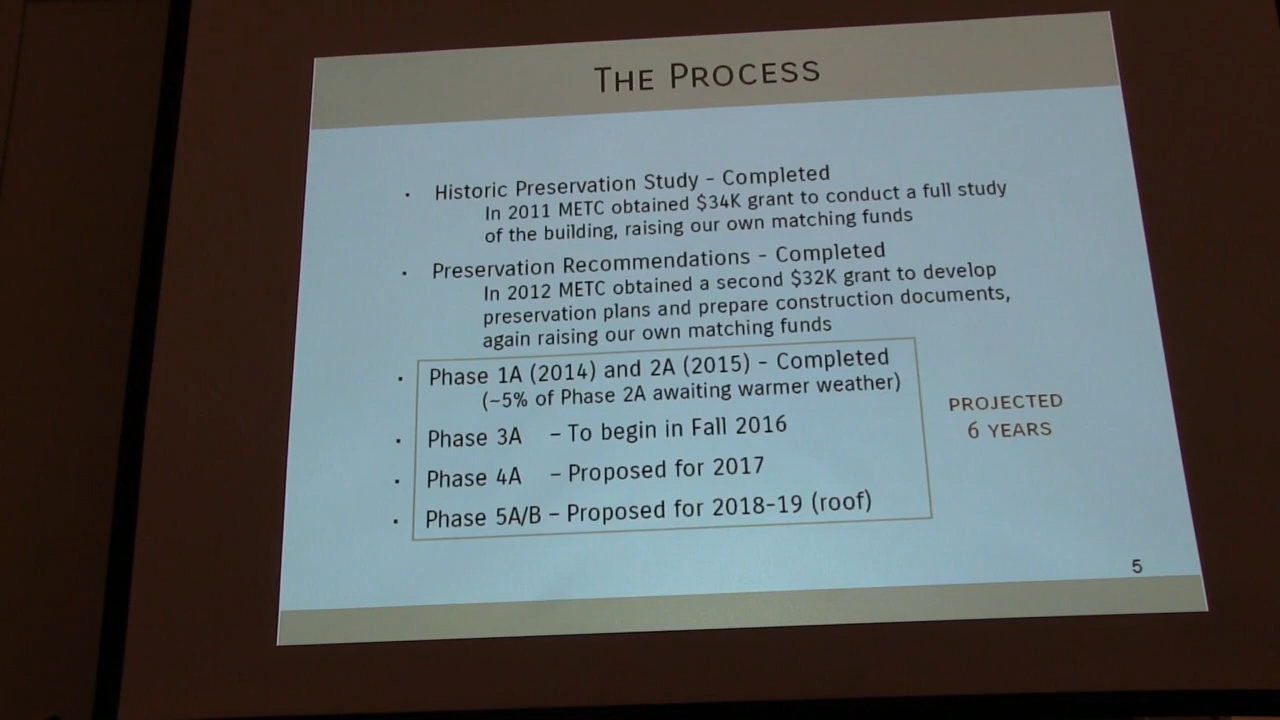 THE PROCESS
· Historic Preservation Study - Completed
In 2011 METC obtained $34K grant to conduct a full study
of the building, raising our own matching funds
· Preservation Recommendations - Completed
In 2012 METC obtained a second $32K grant to develop
preservation plans and prepare construction documents,
again raising our own matching funds
· Phase 1A (2014) and 2A (2015) - Completed
(~5% of Phase 2A awaiting warmer weather)
· Phase 3A – To begin in Fall 2016
· Phase 4A – Proposed for 2017
· Phase 5A/B – Proposed for 2018-19 (roof)
PROJECTED
6 YEARS
5